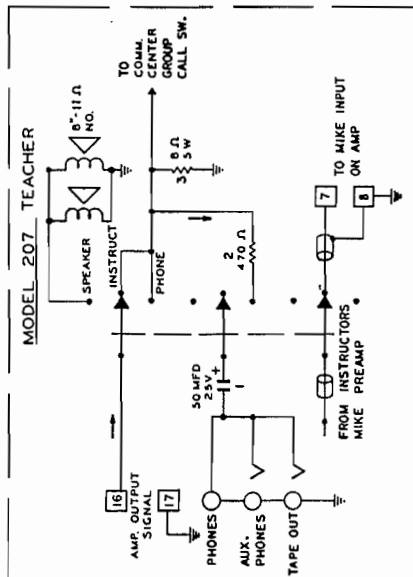 MODEL 207 TEACHER
8"-11Ω
NO.
SPEAKER
INSTRUCT
PHONE
TO
COMM.
CENTER
GROUP
CALL SW.
3
8 Ω
5 W
2
470 Ω
16
AMP. OUTPUT
SIGNAL
17
50 MFD
25V +
1
PHONES
AUX.
PHONES
TAPE OUT
FROM INSTRUCTORS
MIKE PREAMP
7
TO MIKE INPUT
ON AMP
8